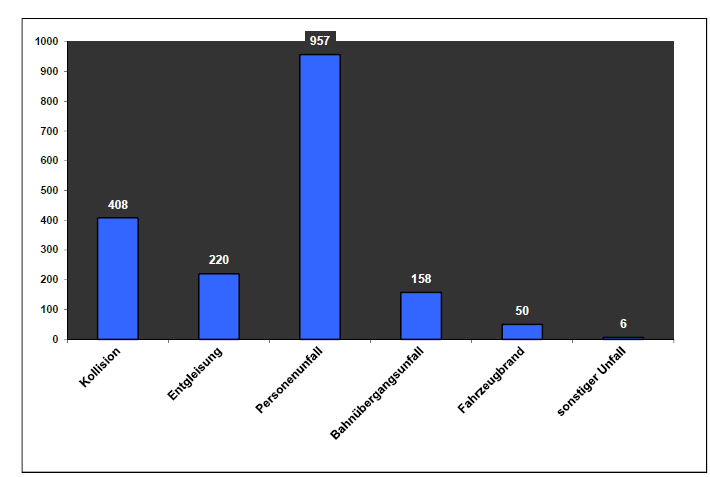 957
1000
900
800
700
600
500
400
300
200
100
0
408
220
158
50
6
Kollision
Entgleisung
Personenunfall
Bahnübergangsunfall
Fahrzeugbrand
sonstiger Unfall